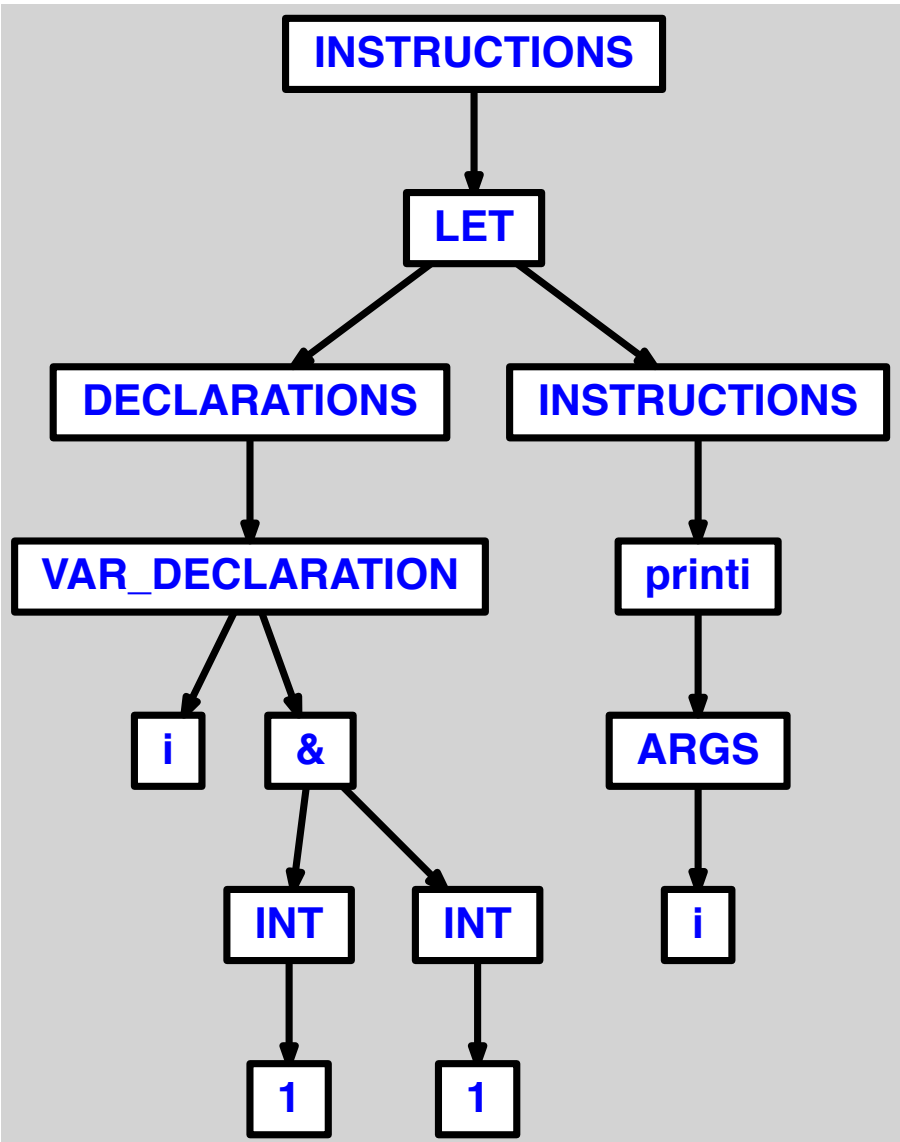 INSTRUCTIONS
LET
DECLARATIONS
INSTRUCTIONS
VAR_DECLARATION
printi
i
&
ARGS
INT
INT
i
1
1